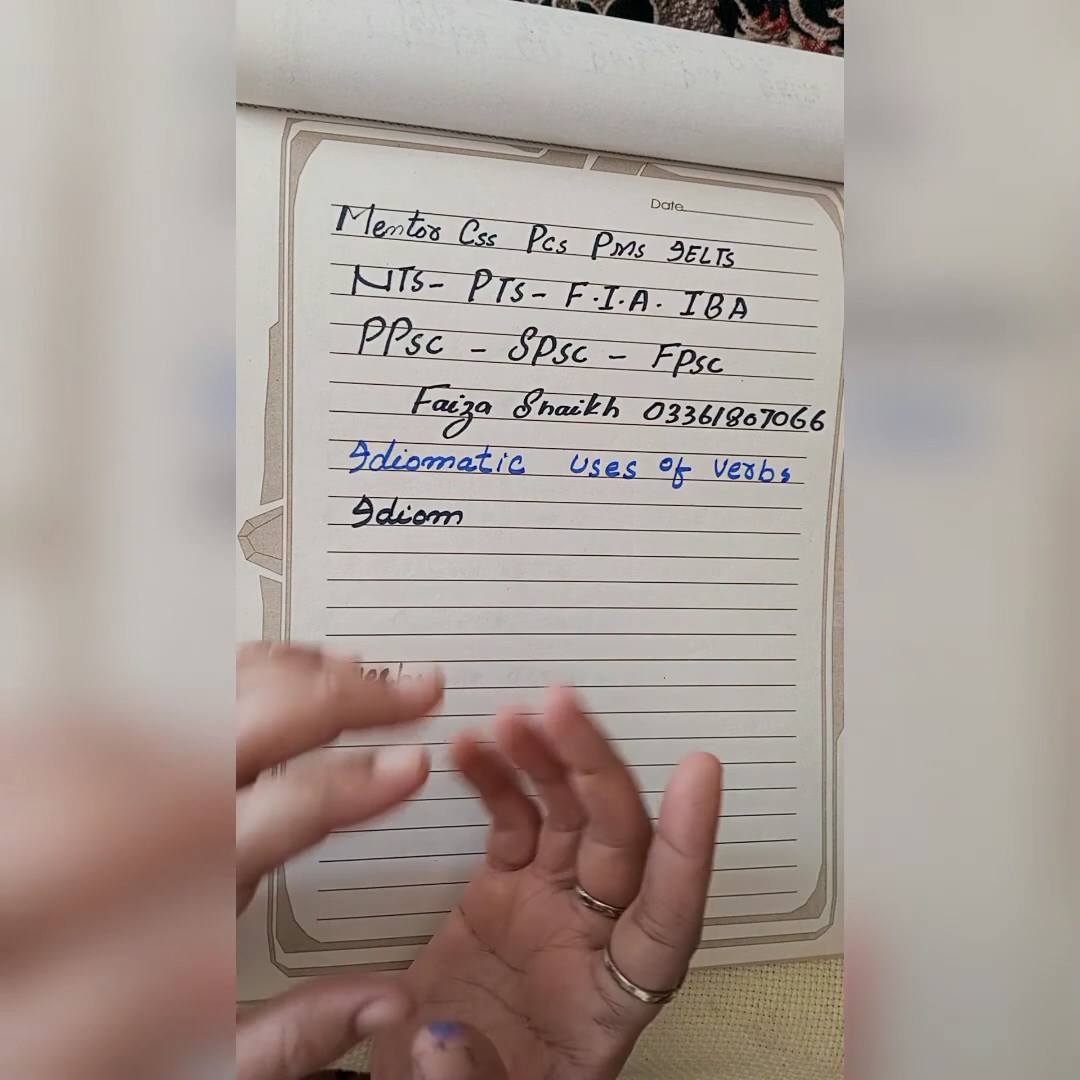 Date
Mentor Css Pcs Pms IELTS
NTS- PTS- F.I.A. IBA
PPsc - SPsc - FPsc
Faiza Shaikh 03361807066
Idiomatic uses of verbs
Idiom